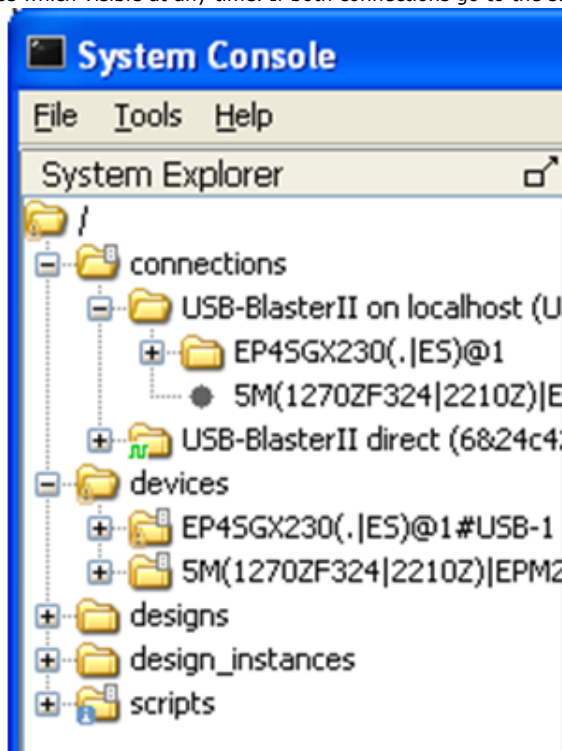 System Console
File Tools Help
System Explorer
/
connections
USB-BlasterII on localhost (U
EP4SGX230(.|ES)@1
5M(1270ZF324|2210Z)|E
USB-BlasterII direct (6&24c4
devices
EP4SGX230(.|ES)@1#USB-1
5M(1270ZF324|2210Z)|EPM2
designs
design_instances
scripts